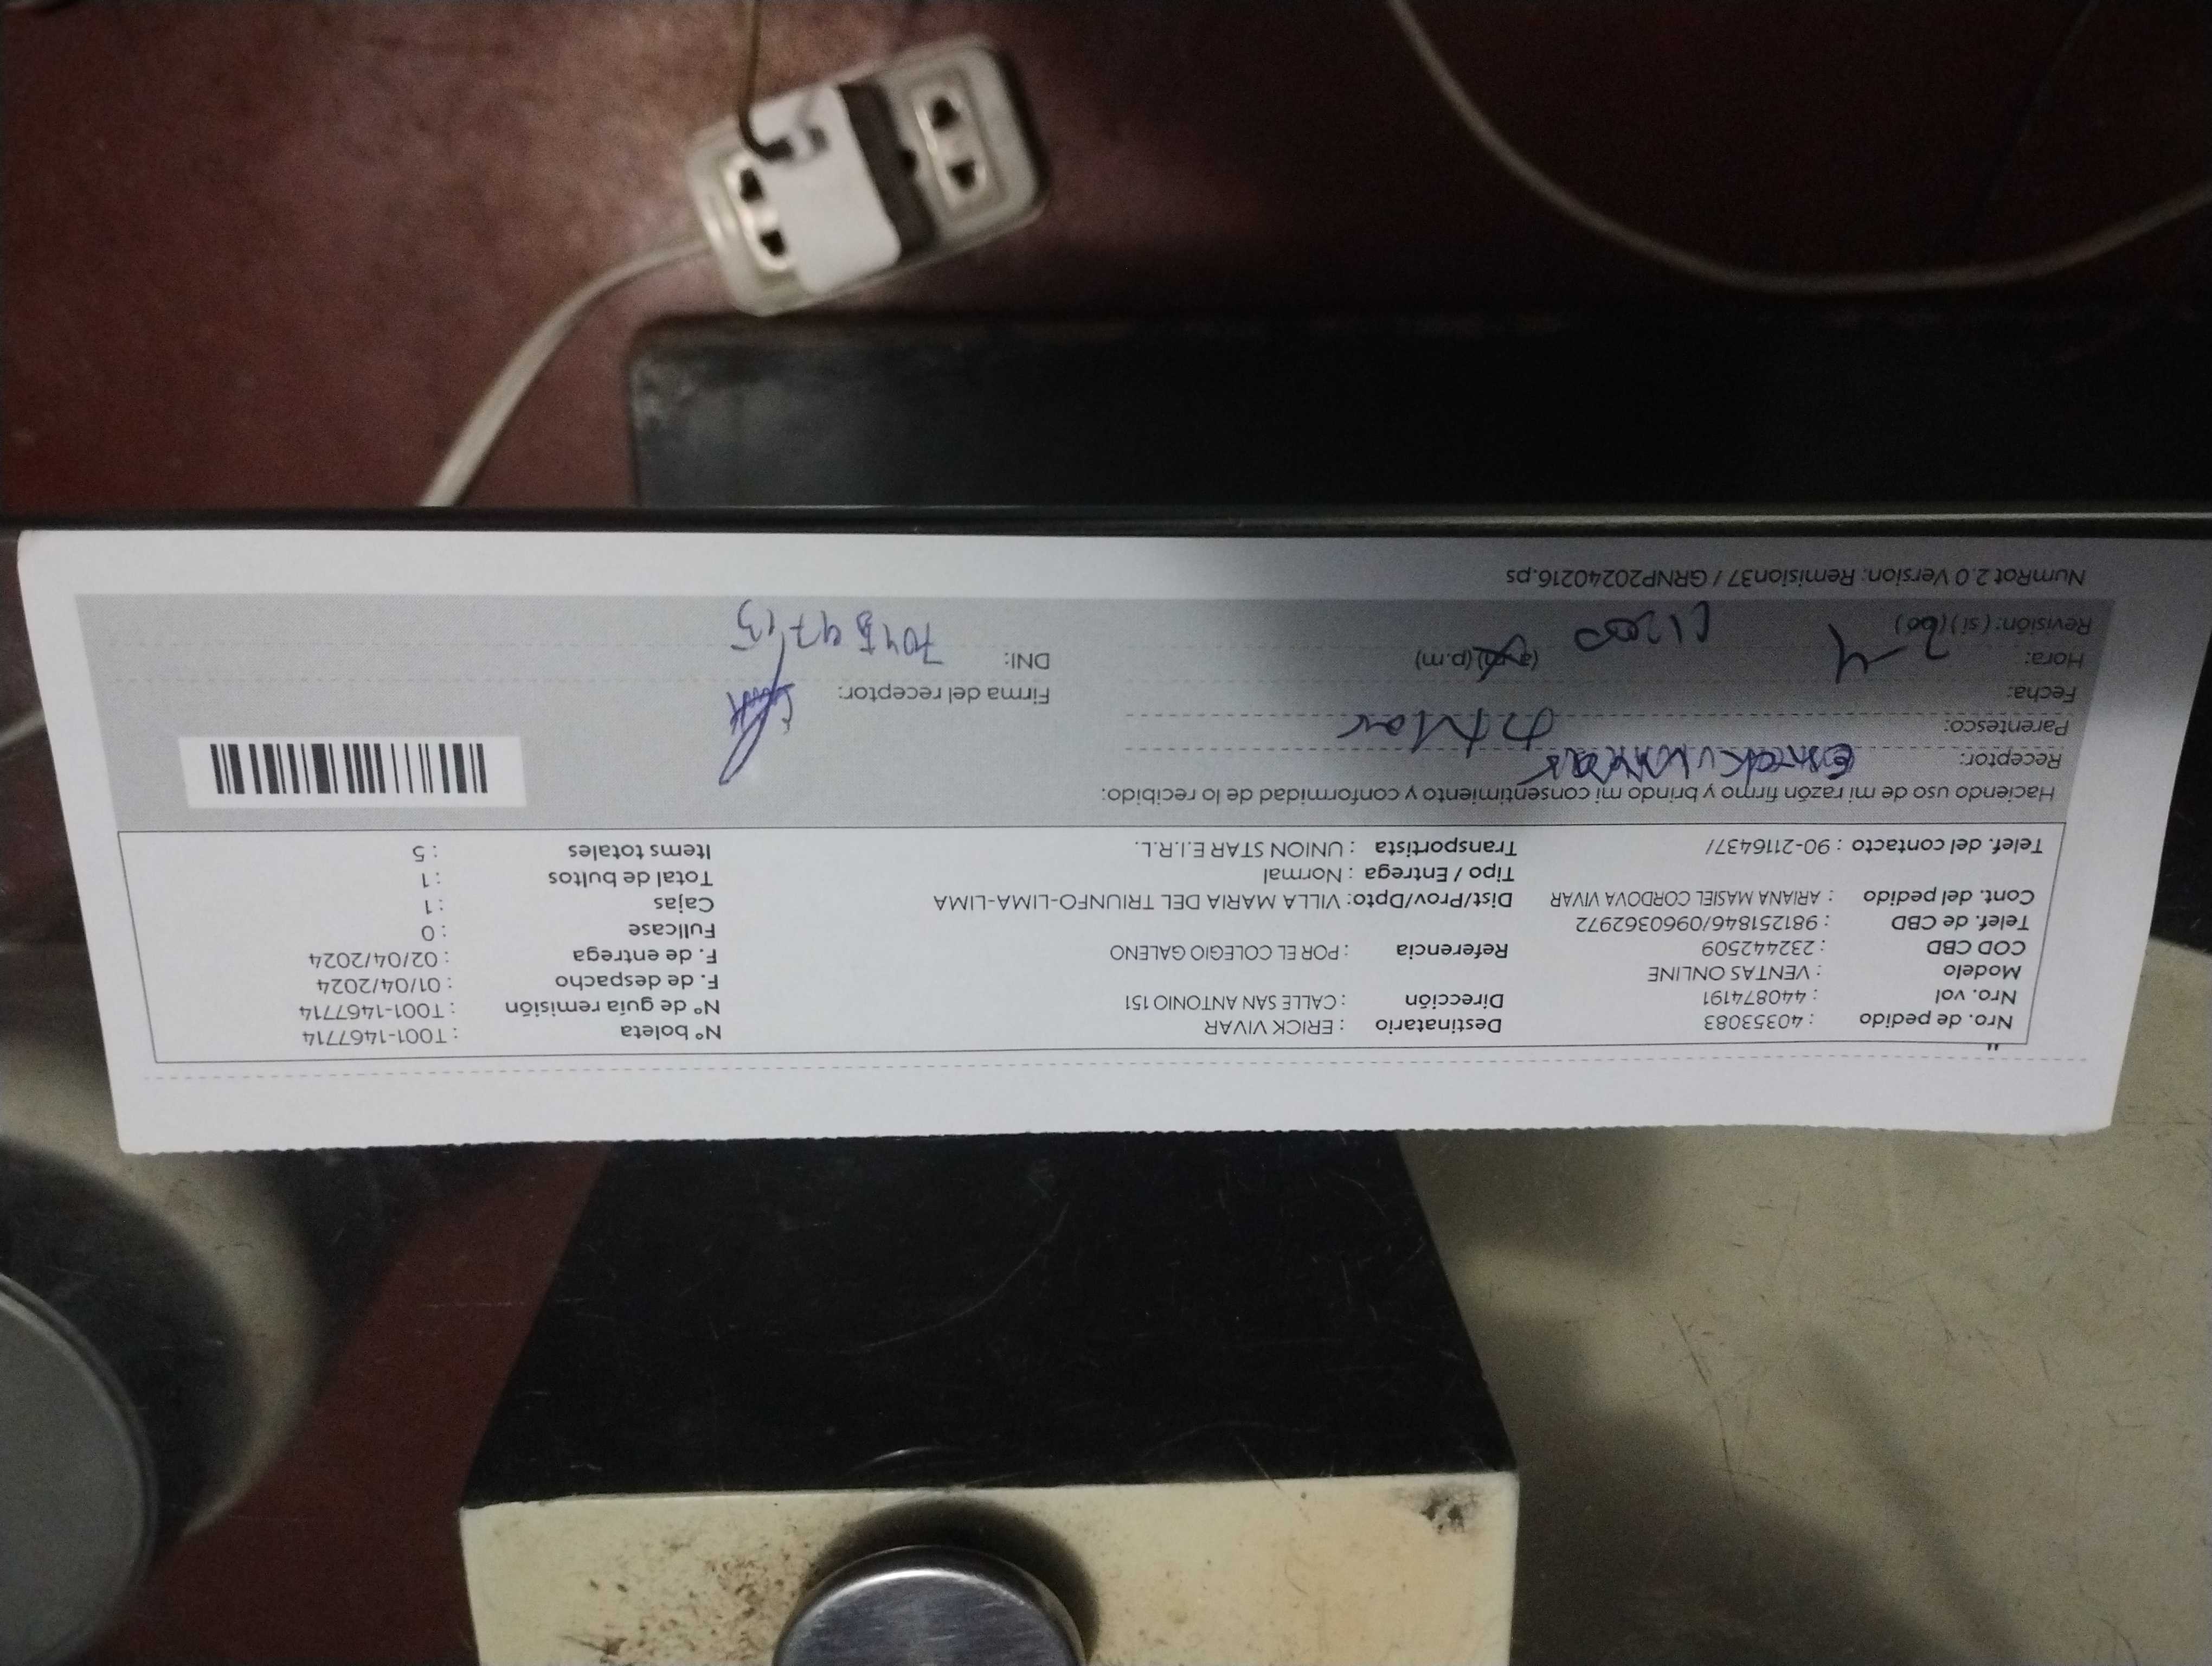 Nro. de pedido : 40353083
Nro. vol : 440874191
Modelo : VENTAS ONLINE
COD CBD : 232442509
Telef. de CBD : 981251846/0960362972
Cont. del pedido : ARIANA MASIEL CORDOVA VIVAR
Telef. del contacto : 90-2116437/
Destinatario : ERICK VIVAR
Dirección : CALLE SAN ANTONIO 151
Referencia : POR EL COLEGIO GALENO
Dist/Prov/Dpto: VILLA MARIA DEL TRIUNFO-LIMA-LIMA
Tipo / Entrega : Normal
Transportista : UNION STAR E.I.R.L.
N° boleta : T001-1467714
N° de guía remisión : T001-1467714
F. de despacho : 01/04/2024
F. de entrega : 02/04/2024
Fullcase : 0
Cajas : 1
Total de bultos : 1
Items totales : 5
Haciendo uso de mi razón firmo y brindo mi consentimiento y conformidad de lo recibido:
Receptor:
Parentesco:
Fecha:
Hora: (a.m) (p.m)
Revisión: (si) (no)
Firma del receptor:
DNI:
NumRot 2.0 Version: Remision37 / GRNP20240216.ps